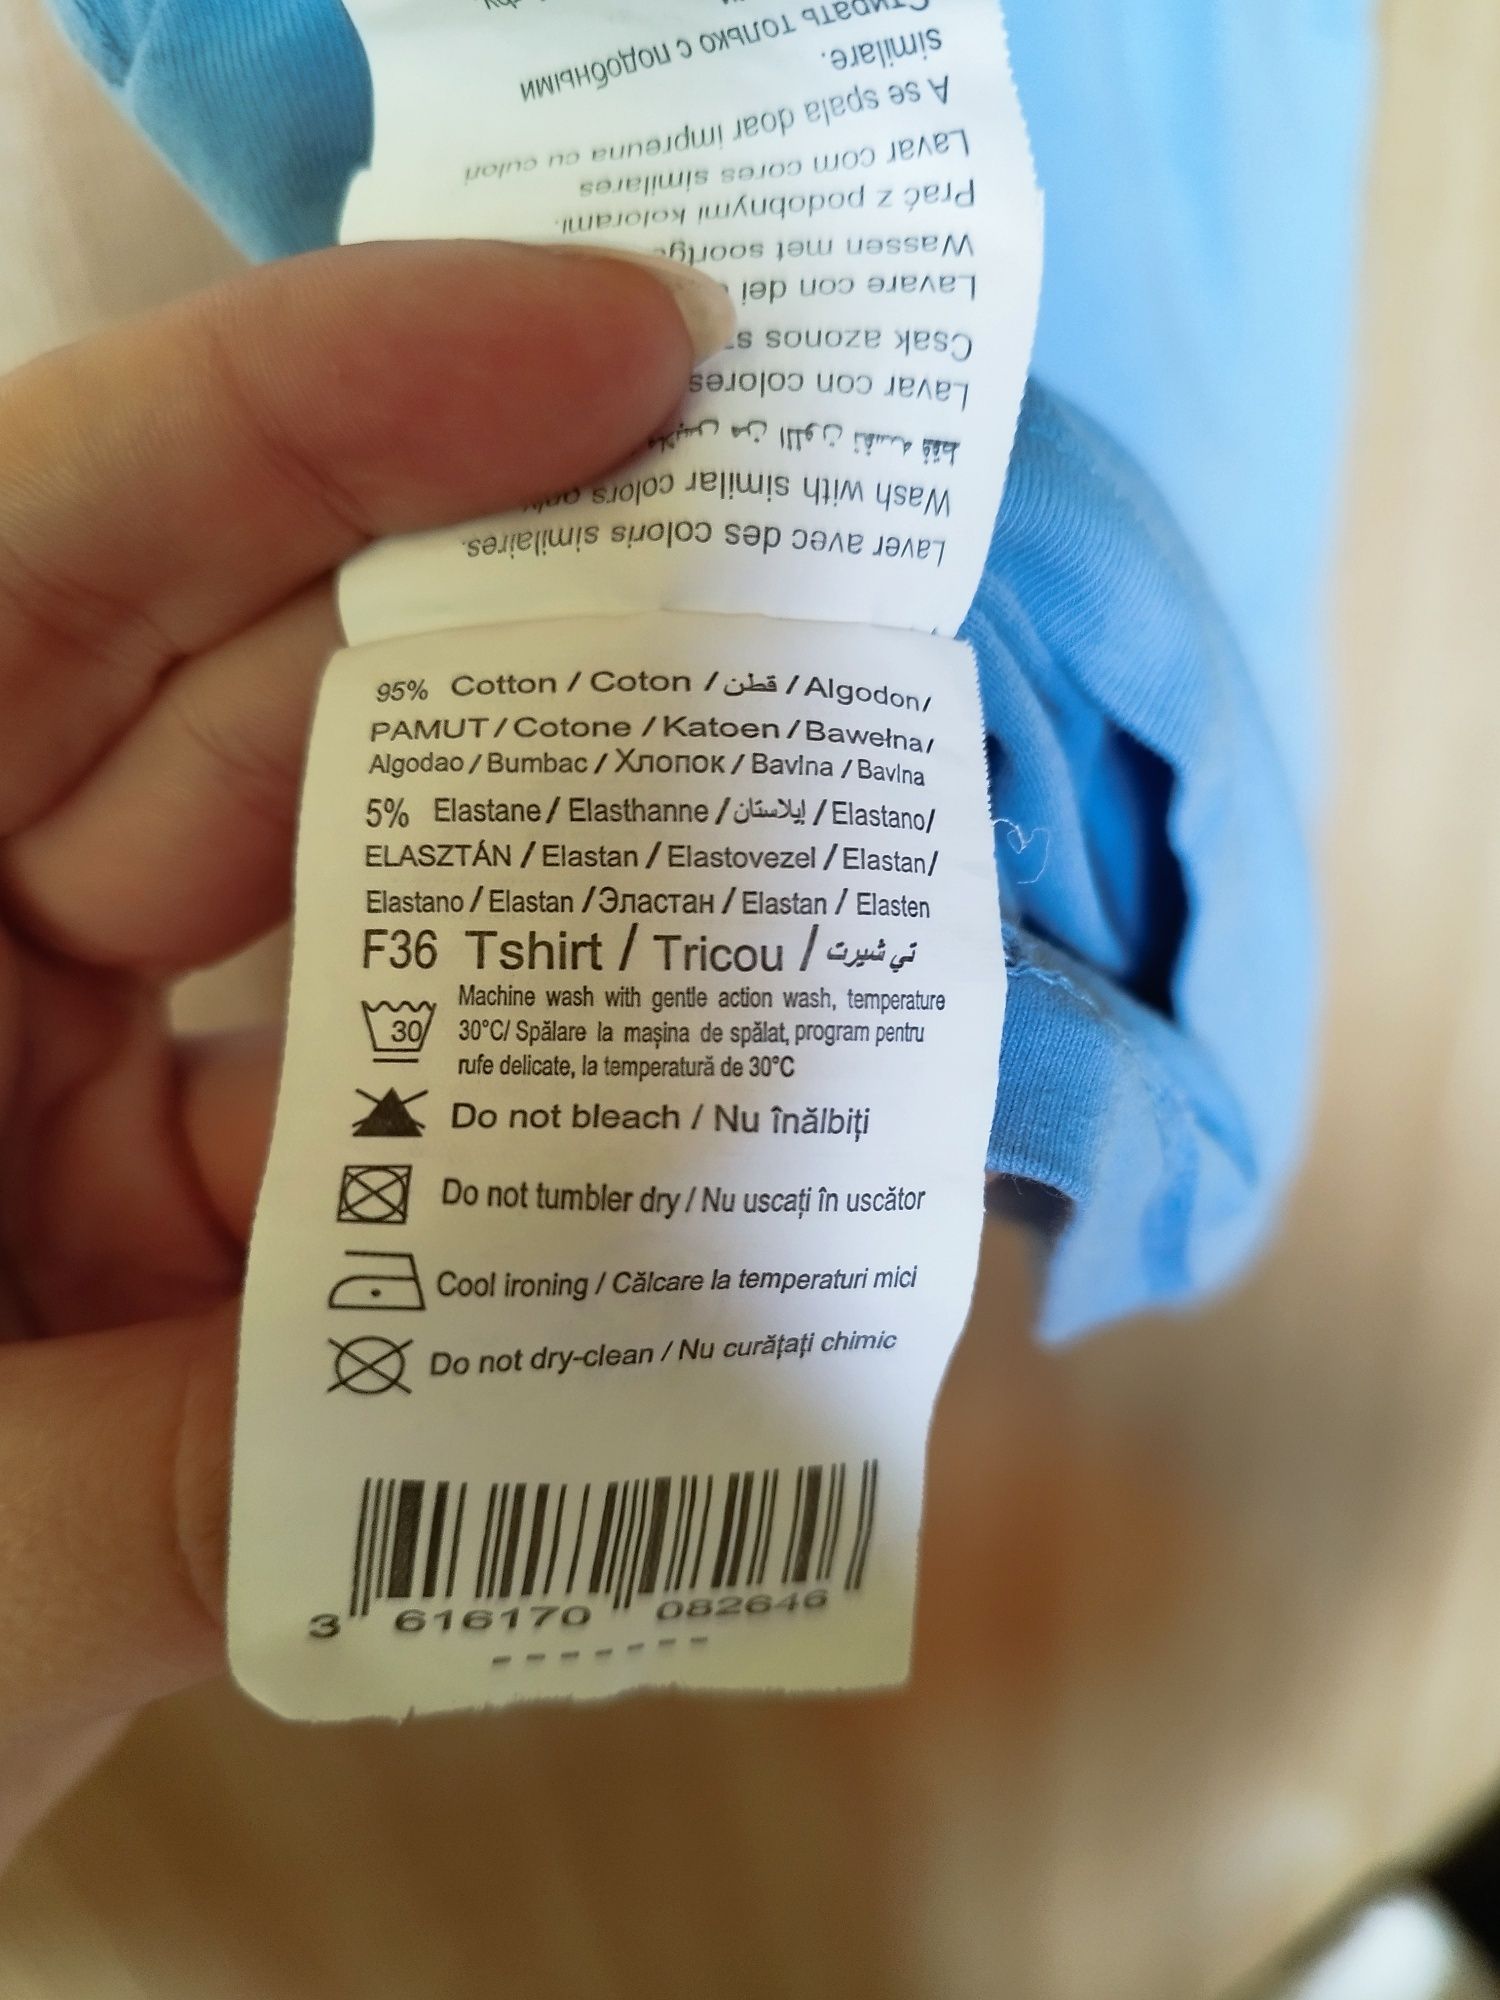 Стирать только с подобными
similare.
A se spala doar impreuna cu culori
Lavar com cores similares
Prać z podobnymi kolorami.
Wassen met
Lavare con dei
Csak azonos
Lavar con colores
Wash with similar colors only
Laver avec des coloris similaires.
95% Cotton / Coton / قطن / Algodon/
PAMUT / Cotone / Katoen / Bawełna/
Algodao / Bumbac / Хлопок / Bavlna / Bavlna
5% Elastane / Elasthanne / إيلاستان / Elastano/
ELASZTÁN / Elastan / Elastovezel / Elastan/
Elastano / Elastan / Эластан / Elastan / Elasten
F36 Tshirt / Tricou / تي شيرت
Machine wash with gentle action wash, temperature
30 30°C/ Spălare la mașina de spălat, program pentru
rufe delicate, la temperatură de 30°C
Do not bleach / Nu înălbiți
Do not tumbler dry / Nu uscați în uscător
Cool ironing / Călcare la temperaturi mici
Do not dry-clean / Nu curățați chimic
3 616170 082646